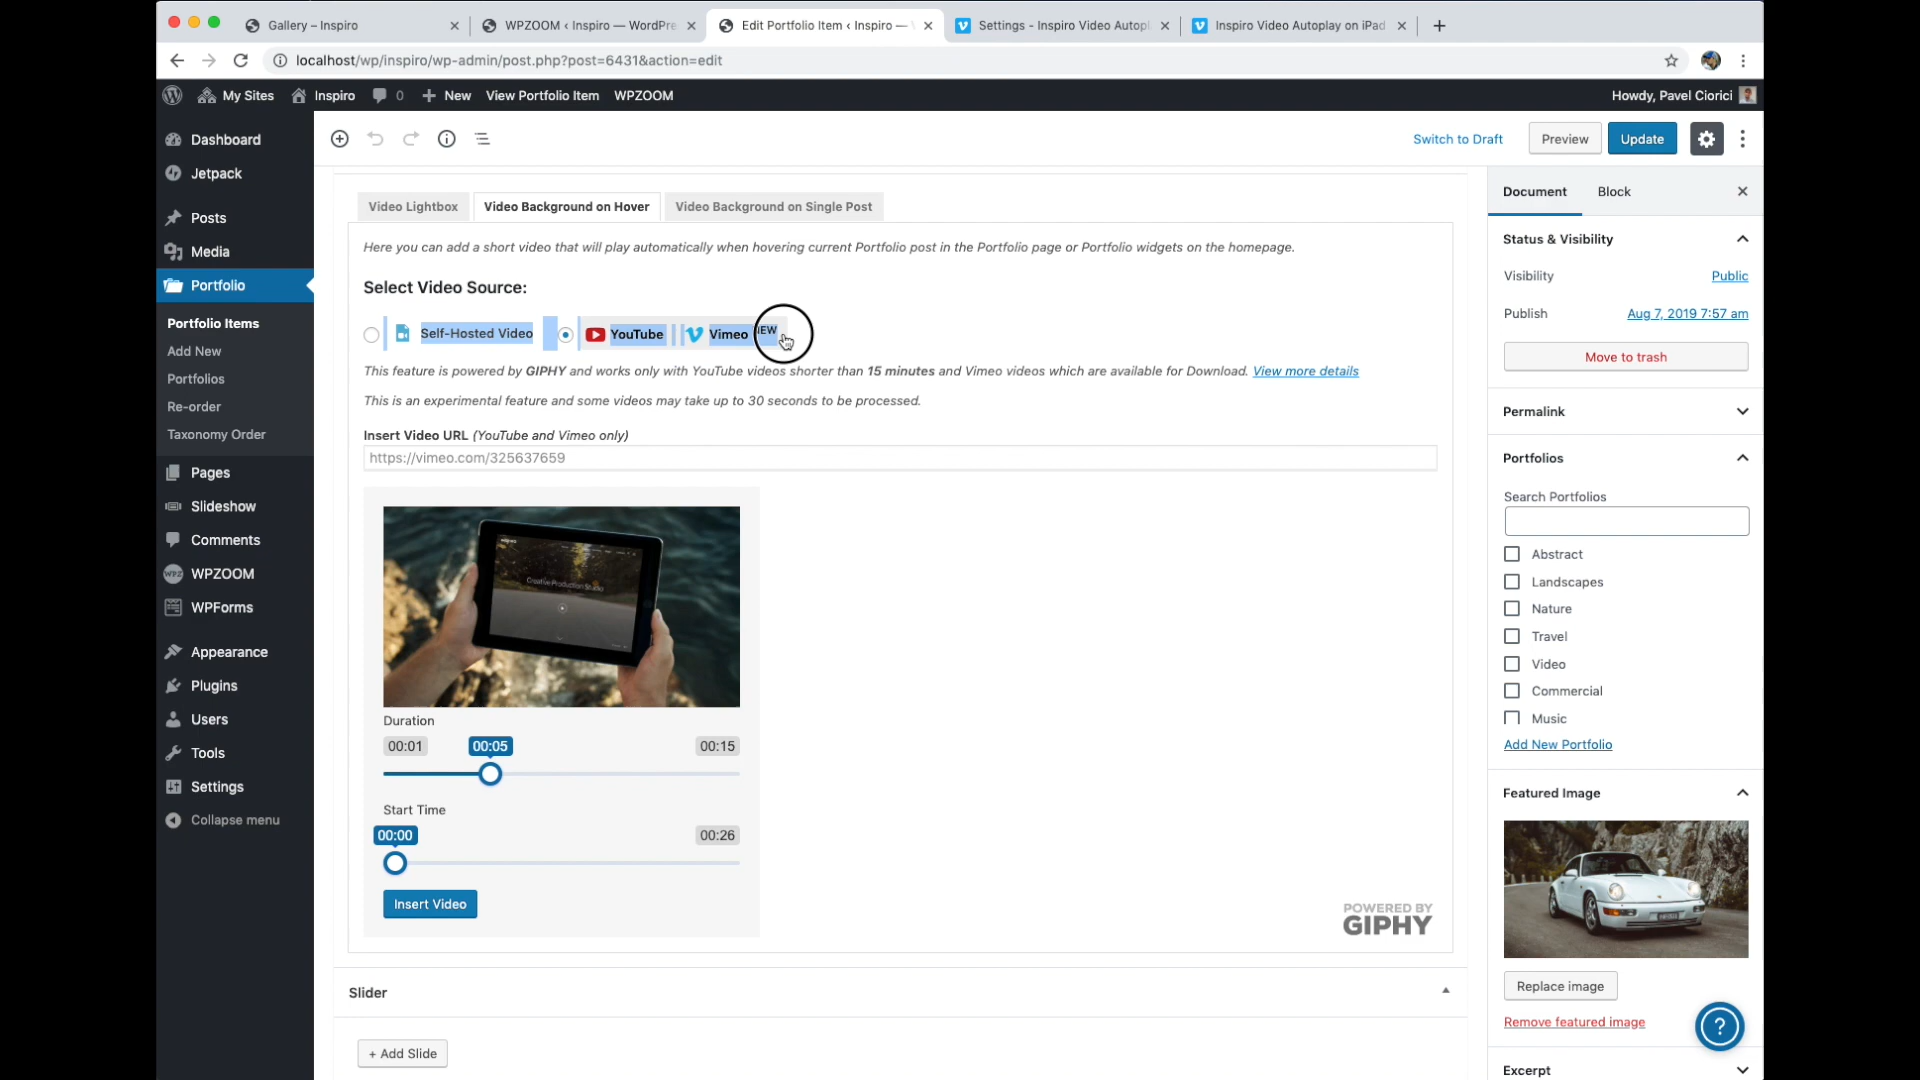 Gallery – Inspiro
WPZOOM ‹ Inspiro — WordPre
Edit Portfolio Item ‹ Inspiro —
Settings - Inspiro Video Autopl
Inspiro Video Autoplay on iPad
localhost/wp/inspiro/wp-admin/post.php?post=6431&action=edit
My Sites
Inspiro
0
New
View Portfolio Item
WPZOOM
Howdy, Pavel Ciorici
Dashboard
Jetpack
Posts
Media
Portfolio
Portfolio Items
Add New
Portfolios
Re-order
Taxonomy Order
Pages
Slideshow
Comments
WPZOOM
WPForms
Appearance
Plugins
Users
Tools
Settings
Collapse menu
Switch to Draft
Preview
Update
Video Lightbox
Video Background on Hover
Video Background on Single Post
Here you can add a short video that will play automatically when hovering current Portfolio post in the Portfolio page or Portfolio widgets on the homepage.
Select Video Source:
Self-Hosted Video
YouTube
Vimeo
This feature is powered by GIPHY and works only with YouTube videos shorter than 15 minutes and Vimeo videos which are available for Download. View more details
This is an experimental feature and some videos may take up to 30 seconds to be processed.
Insert Video URL (YouTube and Vimeo only)
https://vimeo.com/325637659
Creative Production Studio
Duration
00:01
00:05
00:15
Start Time
00:00
00:26
Insert Video
POWERED BY
GIPHY
Slider
+ Add Slide
Document
Block
Status & Visibility
Visibility
Public
Publish
Aug 7, 2019 7:57 am
Move to trash
Permalink
Portfolios
Search Portfolios
Abstract
Landscapes
Nature
Travel
Video
Commercial
Music
Add New Portfolio
Featured Image
Replace image
Remove featured image
?
Excerpt